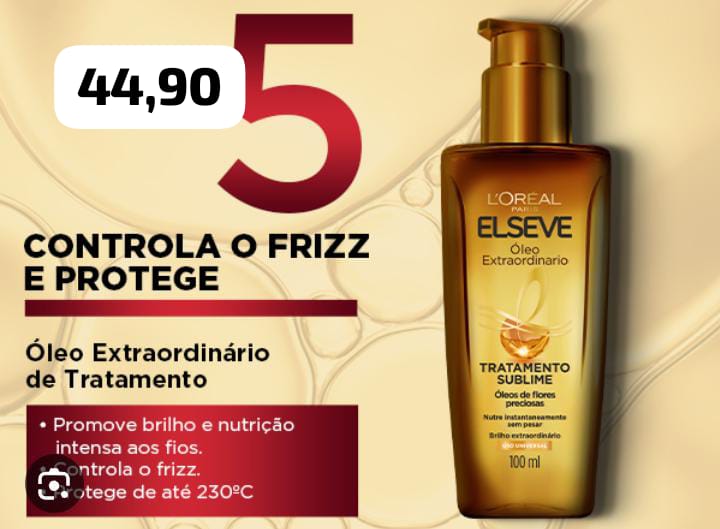 5
44,90
CONTROLA O FRIZZ
E PROTEGE
Óleo Extraordinário
de Tratamento
• Promove brilho e nutrição
intensa aos fios.
Controla o frizz.
Protege de até 230ºC
L'ORÉAL
PARIS
ELSEVE
Óleo
Extraordinario
TRATAMENTO
SUBLIME
Óleos de flores
preciosas
Nutre instantaneamente
sem pesar
Brilho extraordinário
USO UNIVERSAL
100 ml